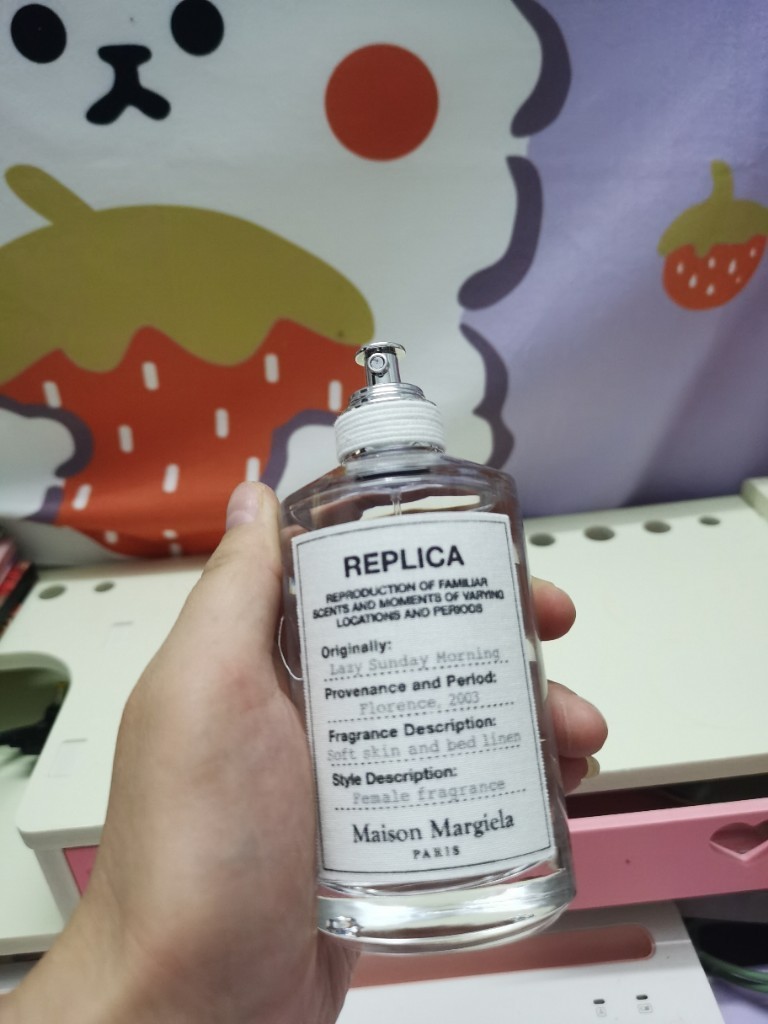 REPLICA
REPRODUCTION OF FAMILIAR
SCENTS AND MOMENTS OF VARYING
LOCATIONS AND PERIODS
Originally:
Lazy Sunday Morning
Provenance and Period:
Florence, 2003
Fragrance Description:
Soft skin and bed linen
Style Description:
Female fragrance
Maison Margiela
PARIS